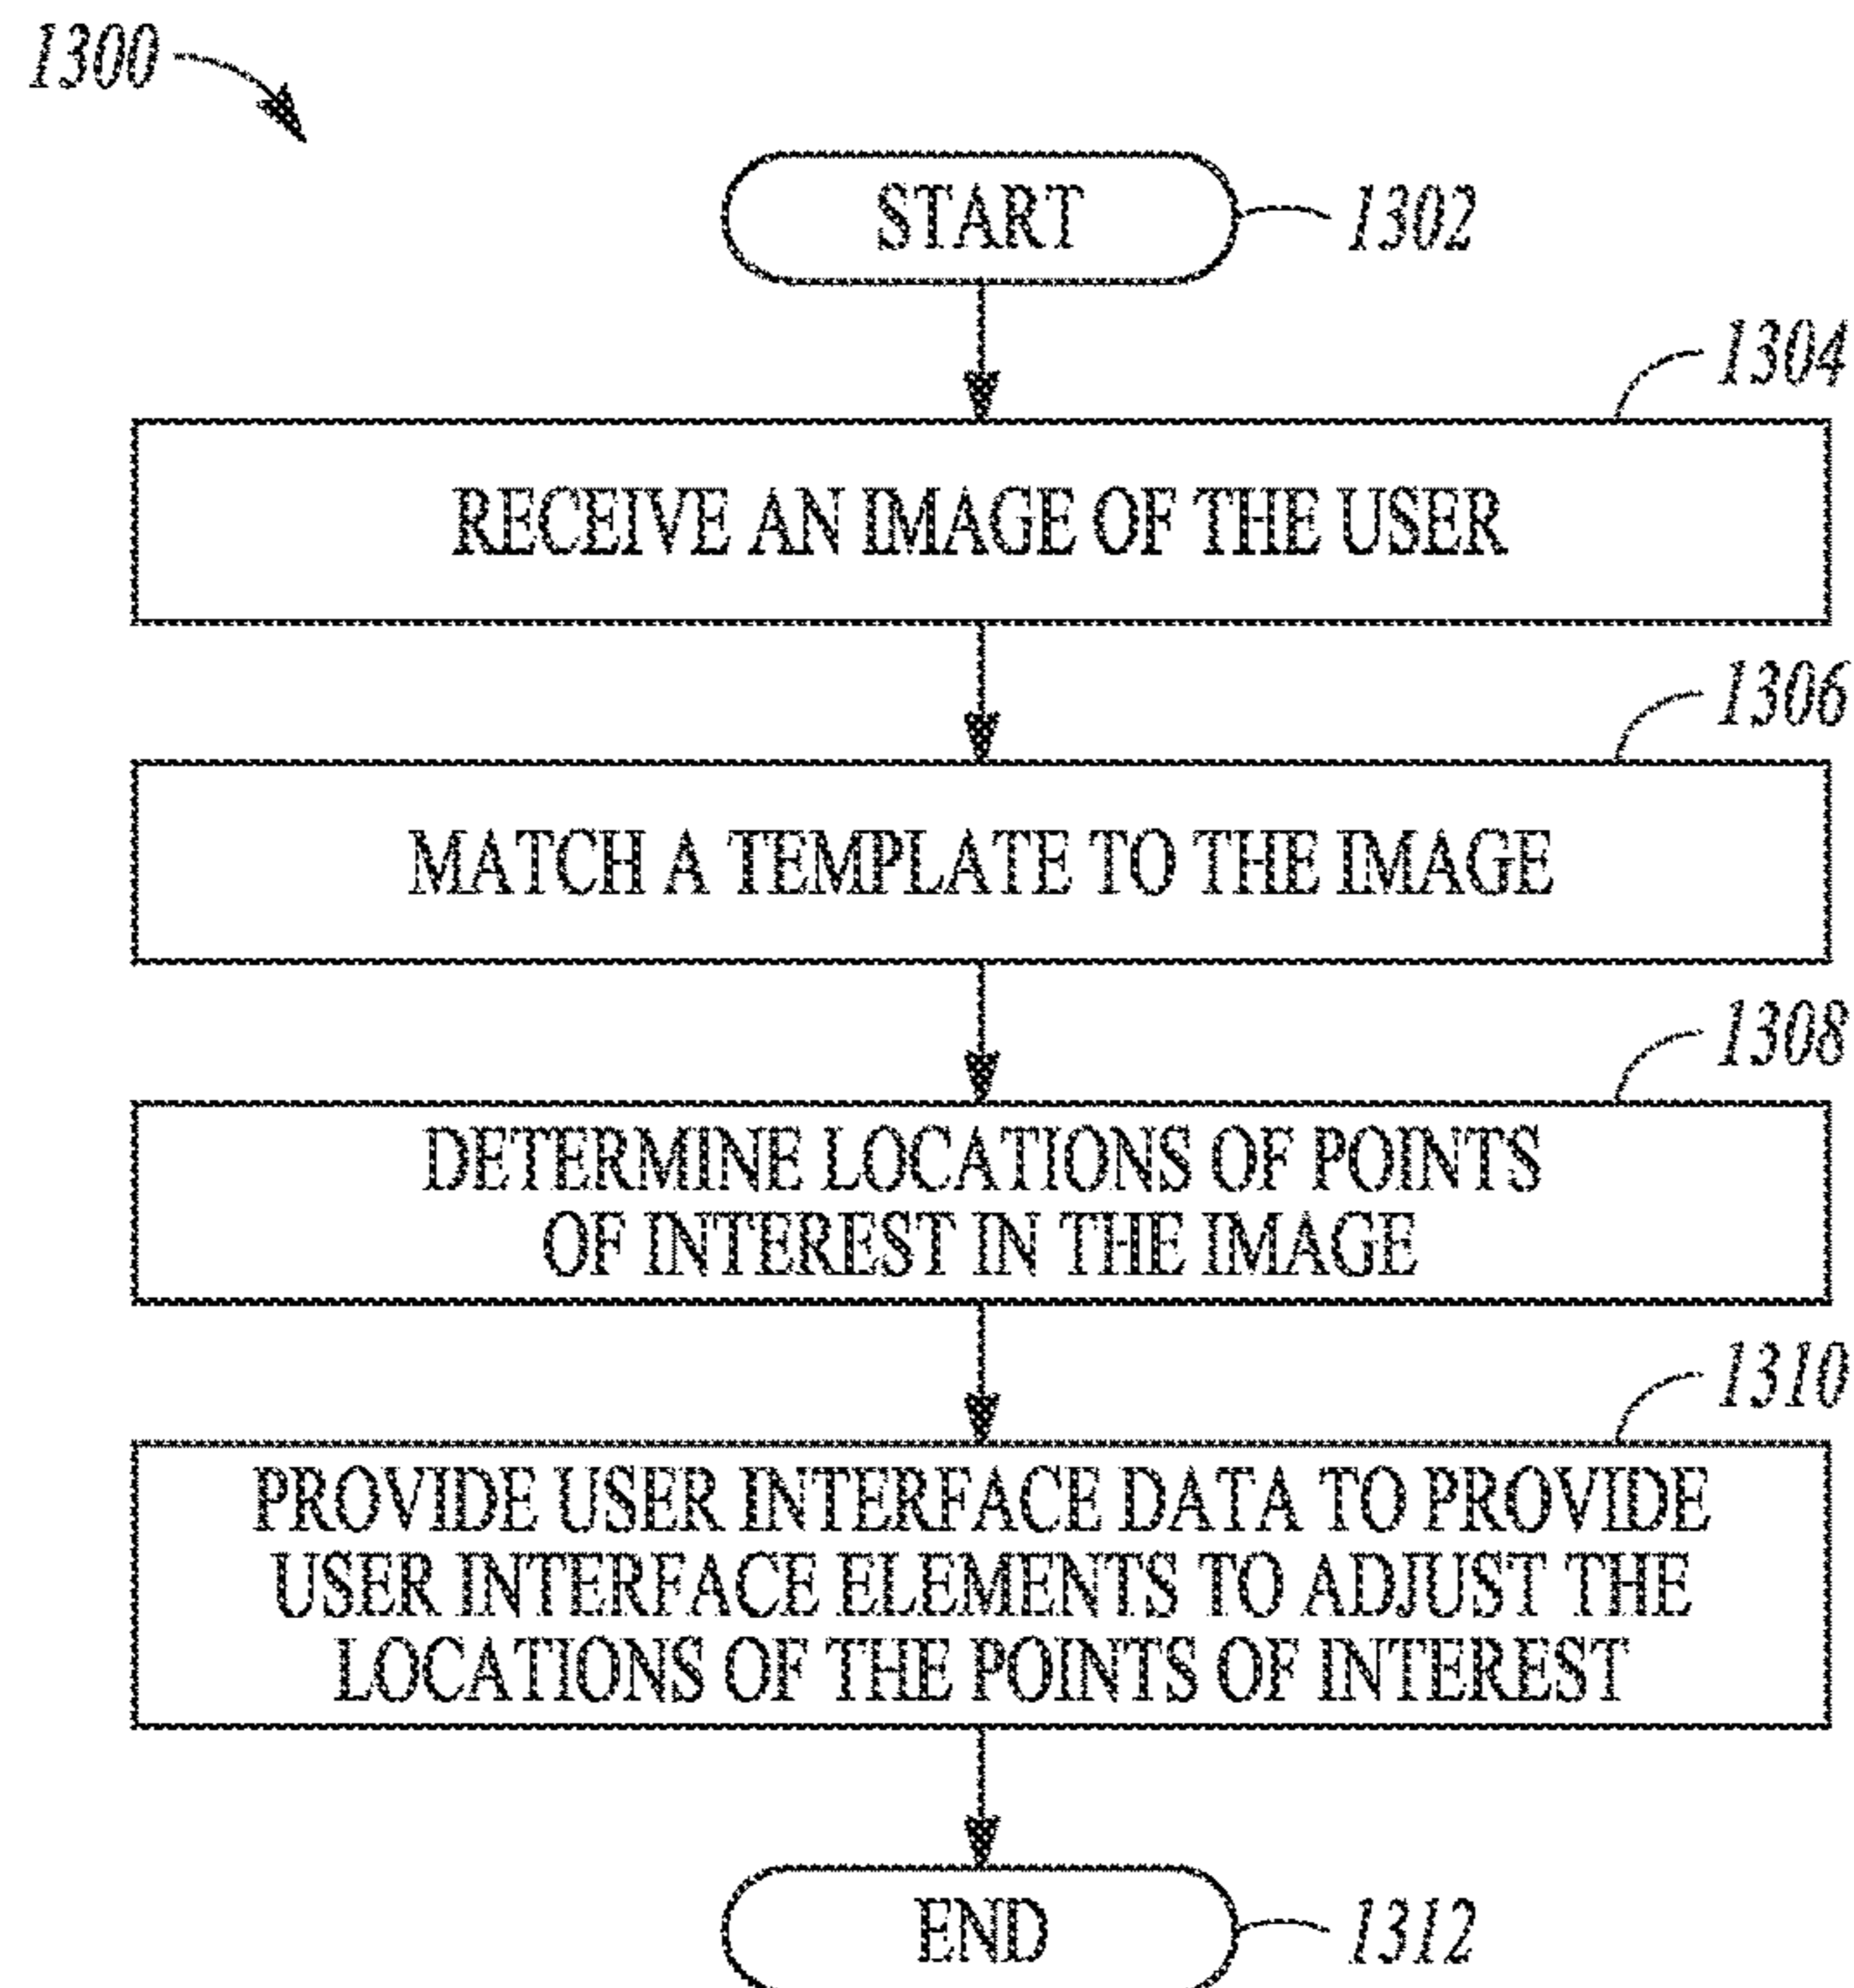 1300
START
1302
1304
RECEIVE AN IMAGE OF THE USER
1306
MATCH A TEMPLATE TO THE IMAGE
1308
DETERMINE LOCATIONS OF POINTS
OF INTEREST IN THE IMAGE
1310
PROVIDE USER INTERFACE DATA TO PROVIDE
USER INTERFACE ELEMENTS TO ADJUST THE
LOCATIONS OF THE POINTS OF INTEREST
END
1312